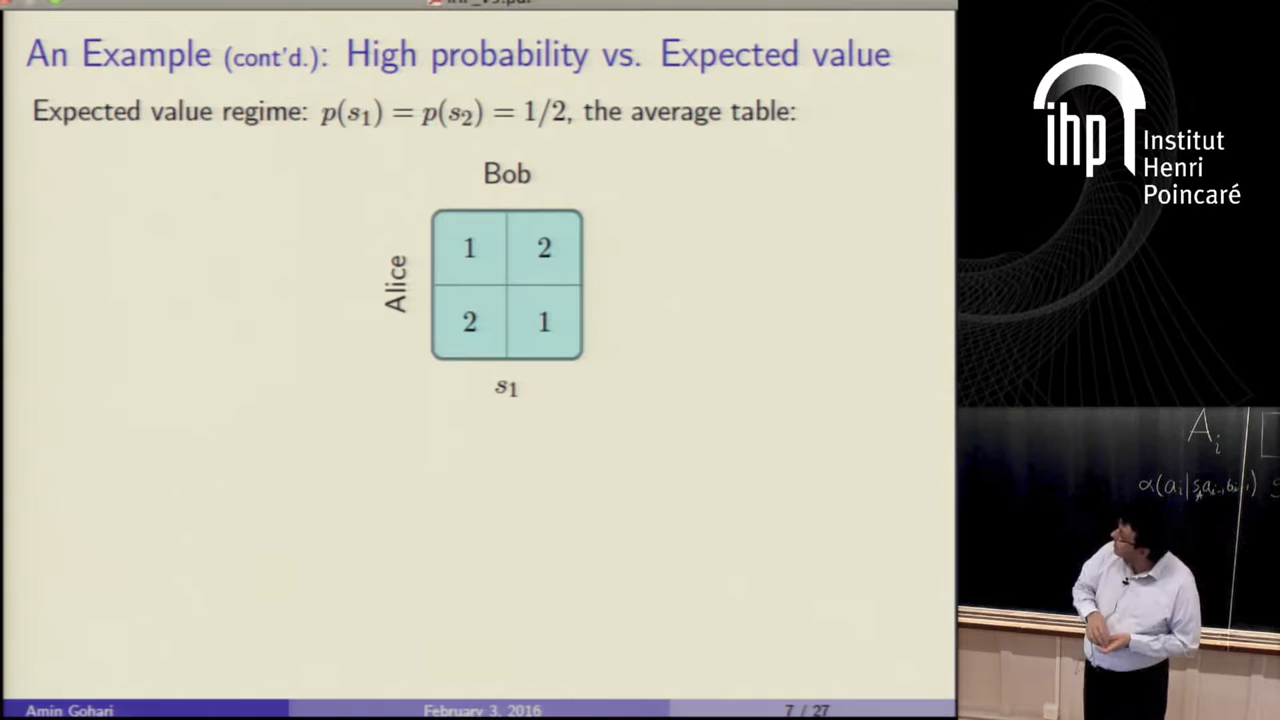 An Example (cont'd.): High probability vs. Expected value
Expected value regime: p(s₁) = p(s₂) = 1/2, the average table:
Bob
Alice
1 2
2 1
s₁
Amin Gohari February 3, 2016 7 / 27
ihp
Institut
Henri
Poincaré
A_i